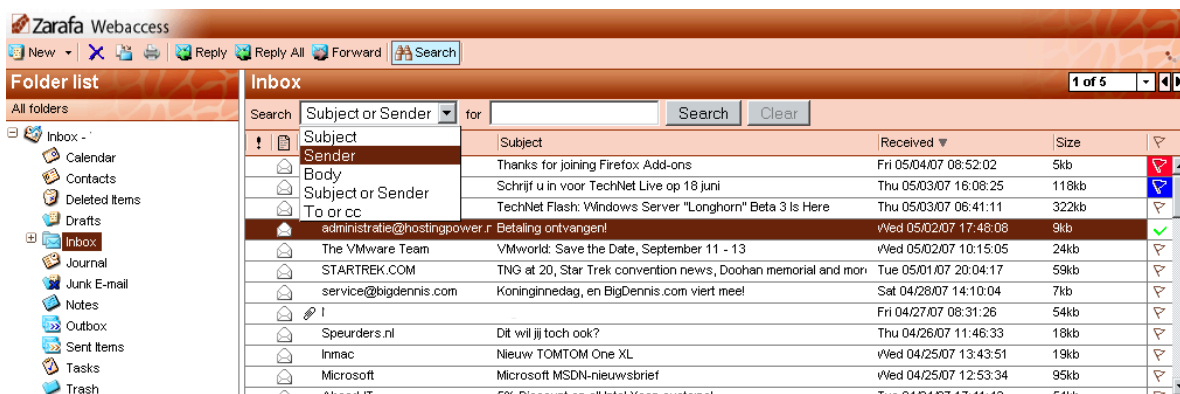 Zarafa Webaccess
New Reply Reply All Forward Search
Folder list Inbox 1 of 5
All folders
Search Subject or Sender for Search Clear
Subject
Sender
Body
Subject or Sender
To or cc
Inbox -
Calendar
Contacts
Deleted Items
Drafts
Inbox
Journal
Junk E-mail
Notes
Outbox
Sent Items
Tasks
Trash
! Subject Received Size
Thanks for joining Firefox Add-ons Fri 05/04/07 08:52:02 5kb
Schrijf u in voor TechNet Live op 18 juni Thu 05/03/07 16:08:25 118kb
TechNet Flash: Windows Server "Longhorn" Beta 3 Is Here Thu 05/03/07 06:41:11 322kb
administratie@hostingpower.r Betaling ontvangen! Wed 05/02/07 17:48:08 9kb
The VMware Team VMworld: Save the Date, September 11 - 13 Wed 05/02/07 10:15:05 24kb
STARTREK.COM TNG at 20, Star Trek convention news, Doohan memorial and more Tue 05/01/07 20:04:17 59kb
service@bigdennis.com Koninginnedag, en BigDennis.com viert mee! Sat 04/28/07 14:10:04 7kb
Fri 04/27/07 08:31:26 54kb
Speurders.nl Dit wil jij toch ook? Thu 04/26/07 11:46:33 18kb
Inmac Nieuw TOMTOM One XL Wed 04/25/07 13:43:51 19kb
Microsoft Microsoft MSDN-nieuwsbrief Wed 04/25/07 12:53:34 95kb